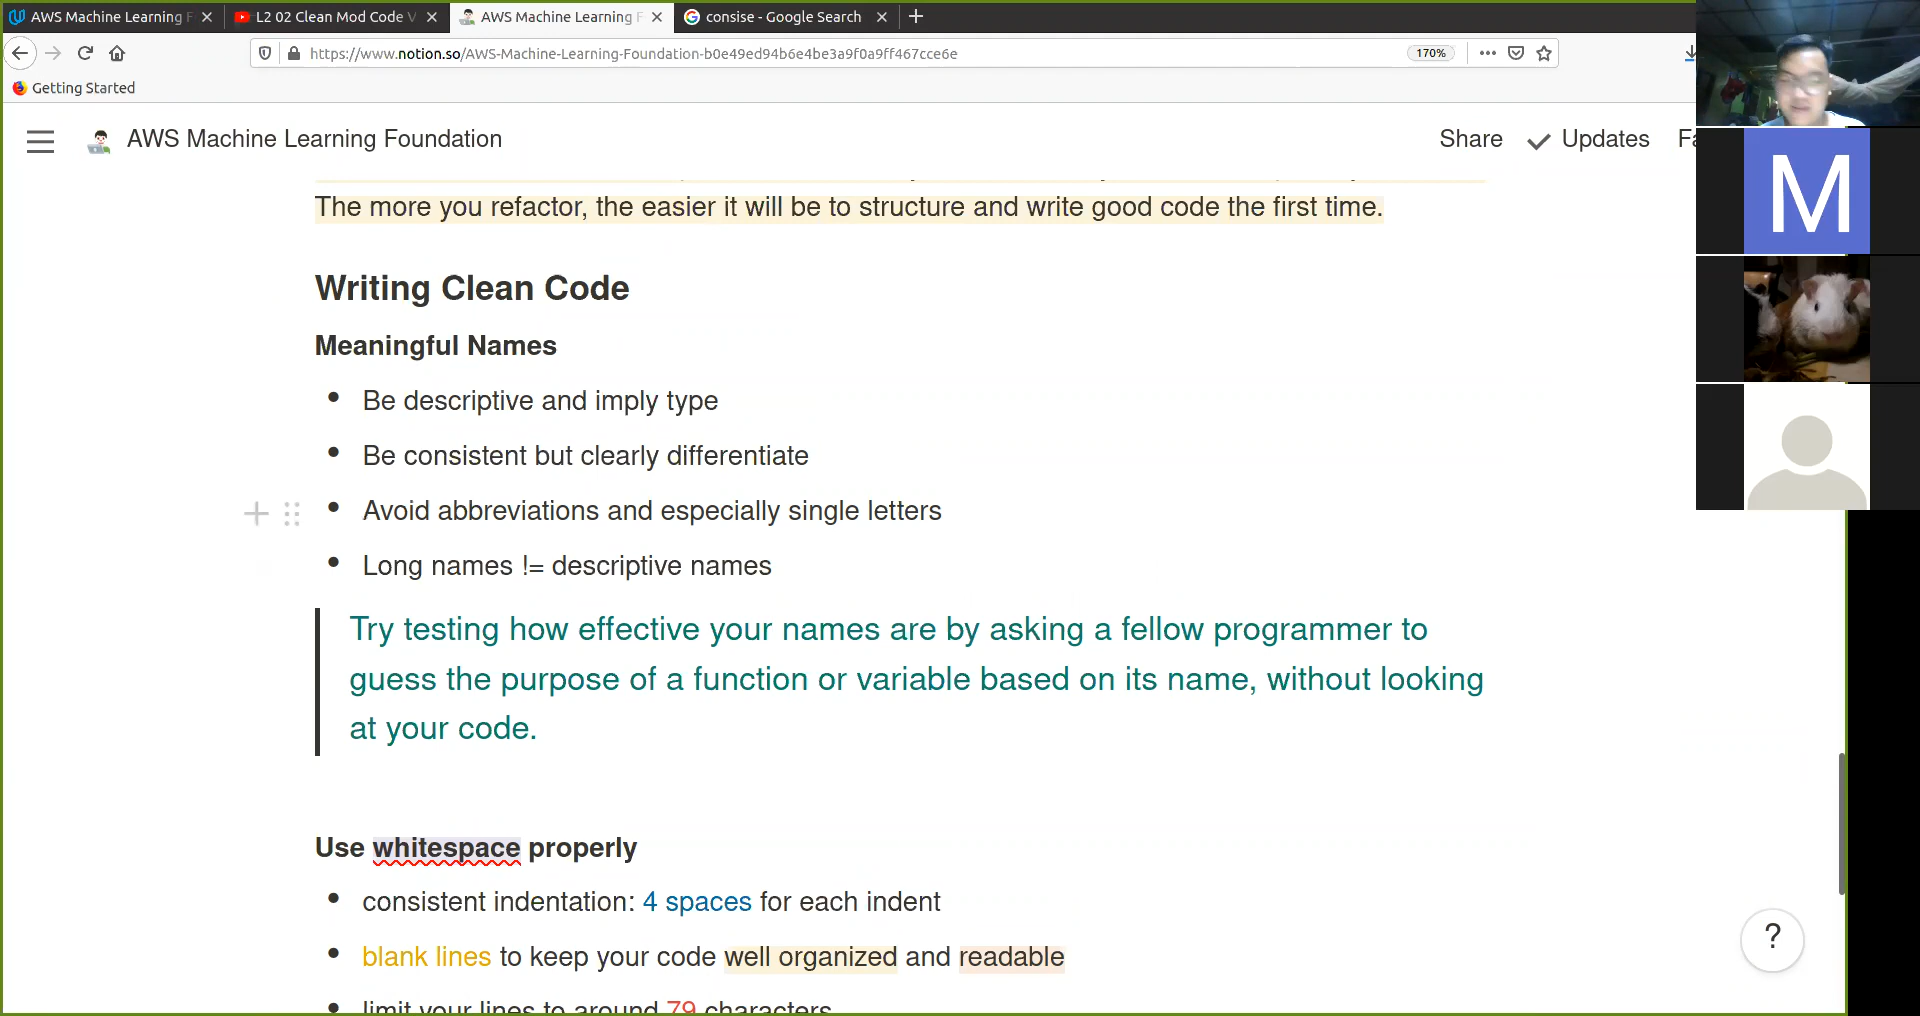 AWS Machine Learning F
L2 02 Clean Mod Code V
AWS Machine Learning F
consise - Google Search
https://www.notion.so/AWS-Machine-Learning-Foundation-b0e49ed94b6e4be3a9f0a9ff467cce6e
170%
Getting Started
AWS Machine Learning Foundation
Share
Updates
Fa
M
The more you refactor, the easier it will be to structure and write good code the first time.
Writing Clean Code
Meaningful Names
• Be descriptive and imply type
• Be consistent but clearly differentiate
• Avoid abbreviations and especially single letters
• Long names != descriptive names
Try testing how effective your names are by asking a fellow programmer to
guess the purpose of a function or variable based on its name, without looking
at your code.
Use whitespace properly
• consistent indentation: 4 spaces for each indent
• blank lines to keep your code well organized and readable
• limit your lines to around 79 characters
?